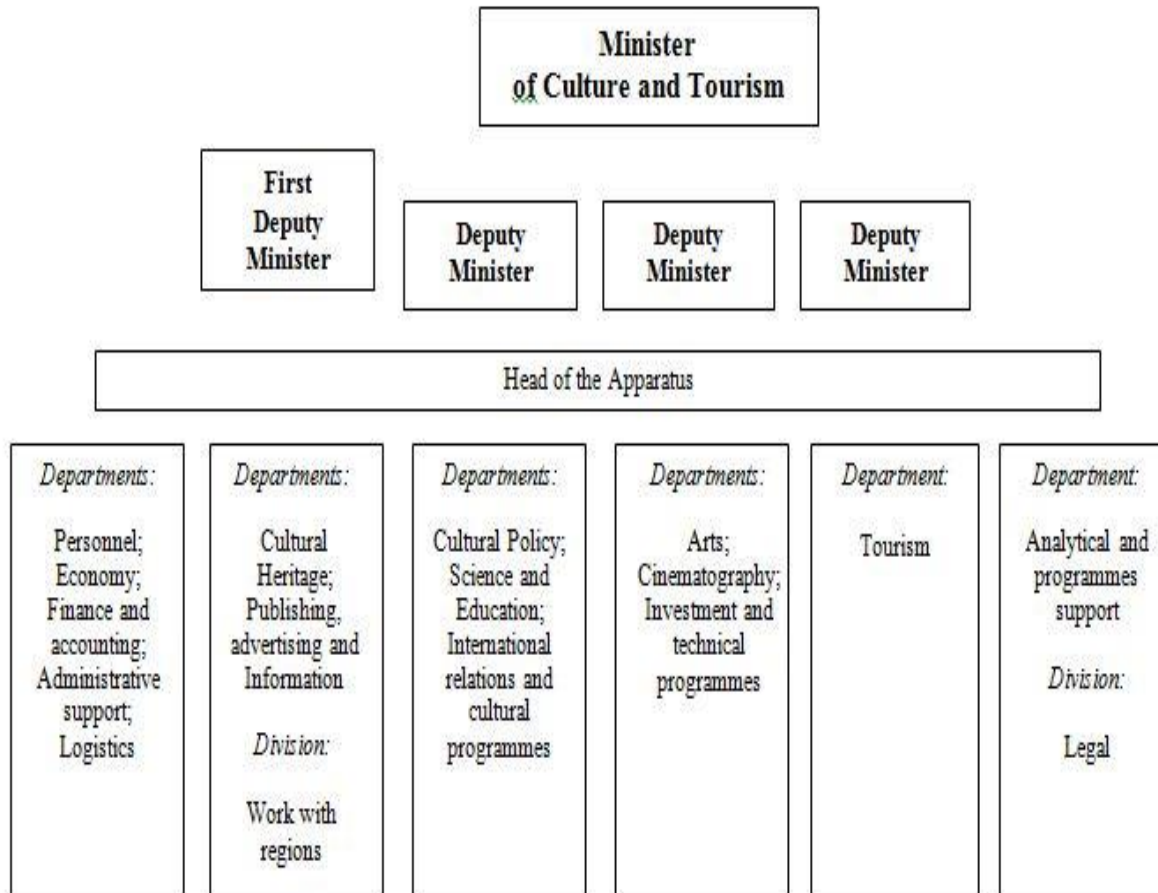 Minister
of Culture and Tourism
First
Deputy
Minister
Deputy
Minister
Deputy
Minister
Deputy
Minister
Head of the Apparatus
Departments:
Personnel;
Economy;
Finance and
accounting;
Administrative
support;
Logistics
Departments:
Cultural
Heritage;
Publishing,
advertising and
Information
Division:
Work with
regions
Departments:
Cultural Policy;
Science and
Education;
International
relations and
cultural
programmes
Departments:
Arts;
Cinematography;
Investment and
technical
programmes
Department:
Tourism
Department:
Analytical and
programmes
support
Division:
Legal